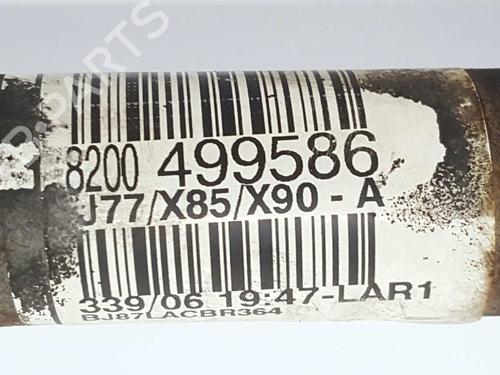 8200 499586
J77/X85/X90 - A
339/06 19:47-LAR1
BJ87LACBR364